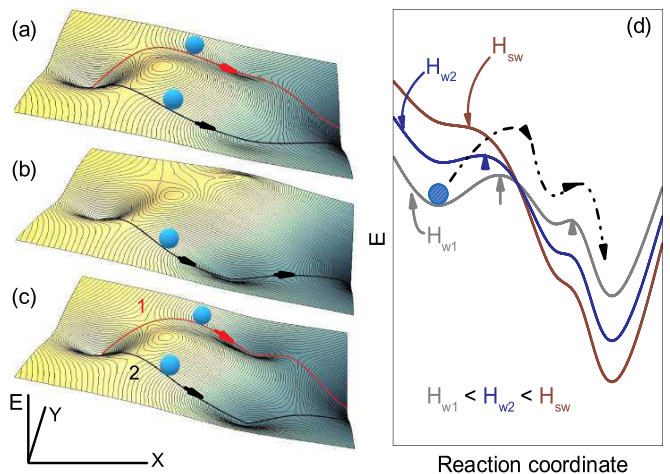 (a)
(b)
(c)
1
2
E
Y
X
(d)
H_sw
H_w2
H_w1
E
H_w1 < H_w2 < H_sw
Reaction coordinate